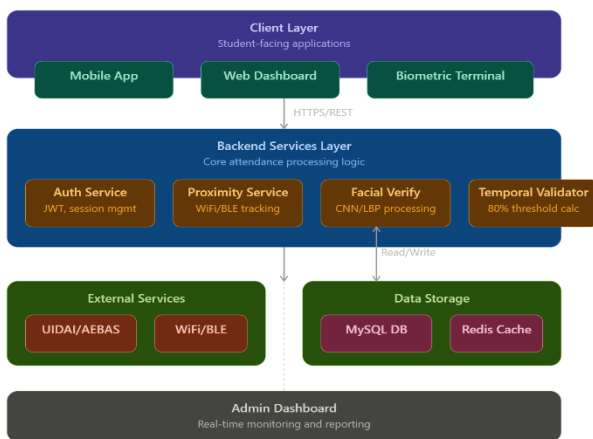 Client Layer
Student-facing applications
Mobile App
Web Dashboard
Biometric Terminal
HTTPS/REST
Backend Services Layer
Core attendance processing logic
Auth Service
JWT, session mgmt
Proximity Service
WiFi/BLE tracking
Facial Verify
CNN/LBP processing
Temporal Validator
80% threshold calc
Read/Write
External Services
UIDAI/AEBAS
WiFi/BLE
Data Storage
MySQL DB
Redis Cache
Admin Dashboard
Real-time monitoring and reporting